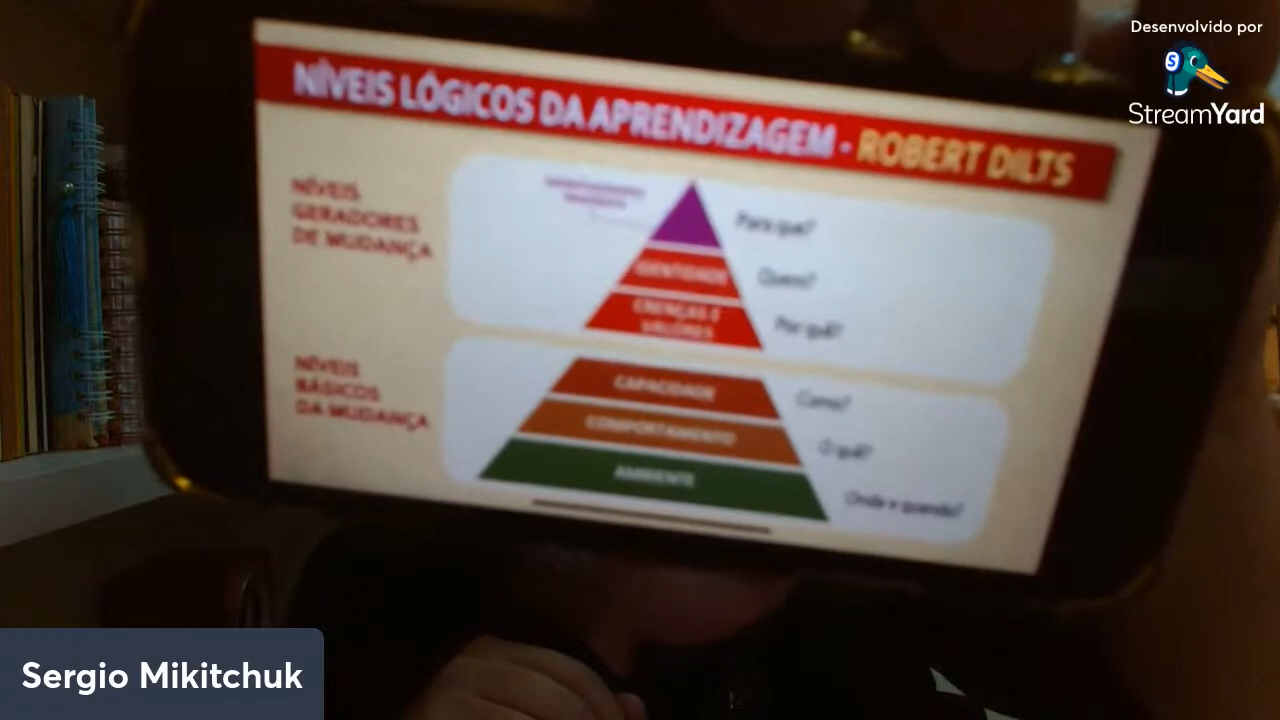 Desenvolvido por
StreamYard
NÍVEIS LÓGICOS DA APRENDIZAGEM - ROBERT DILTS
NÍVEIS
GERADORES
DE MUDANÇA
Para que?
IDENTIDADE
Quem?
CRENÇAS E
VALORES
Por quê?
NÍVEIS
BÁSICOS
DA MUDANÇA
CAPACIDADE
Como?
COMPORTAMENTO
O quê?
AMBIENTE
Onde e quando?
Sergio Mikitchuk